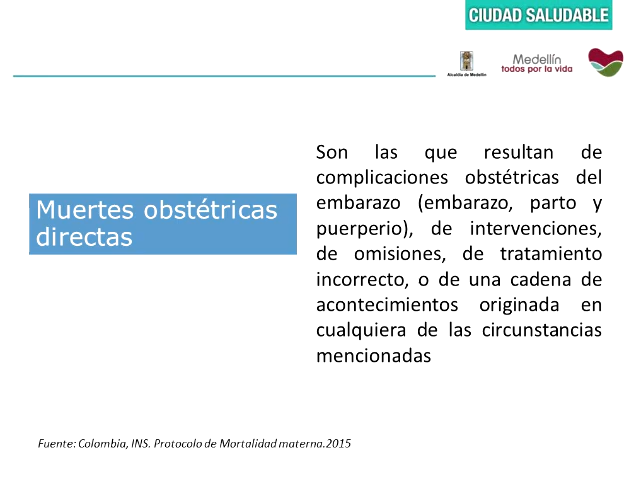 CIUDAD SALUDABLE
Alcaldía de Medellín
Medellín
todos por la vida
Son las que resultan de
complicaciones obstétricas del
embarazo (embarazo, parto y
puerperio), de intervenciones,
de omisiones, de tratamiento
incorrecto, o de una cadena de
acontecimientos originada en
cualquiera de las circunstancias
mencionadas
Muertes obstétricas
directas
Fuente: Colombia, INS. Protocolo de Mortalidad materna.2015